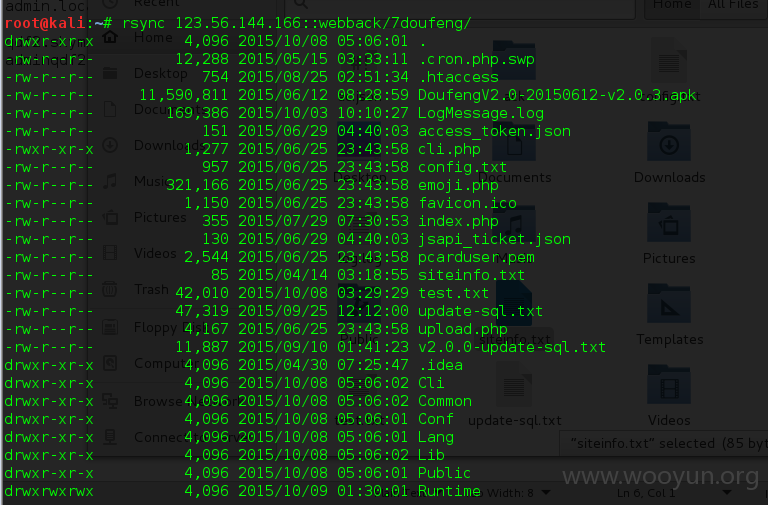 root@kali:~# rsync 123.56.144.166::webback/7doufeng/
drwxr-xr-x 4,096 2015/10/08 05:06:01 .
-rw-r--r-- 12,288 2015/05/15 03:33:11 .cron.php.swp
-rw-r--r-- 754 2015/08/25 02:51:34 .htaccess
-rw-r--r-- 11,590,811 2015/06/12 08:28:59 DoufengV2.0.20150612-v2.0.3.apk
-rw-r--r-- 169,386 2015/10/03 10:10:27 LogMessage.log
-rw-r--r-- 151 2015/06/29 04:40:03 access_token.json
-rwxr-xr-x 1,277 2015/06/25 23:43:58 cli.php
-rw-r--r-- 957 2015/06/25 23:43:58 config.txt
-rw-r--r-- 321,166 2015/06/25 23:43:58 emoji.php
-rw-r--r-- 1,150 2015/06/25 23:43:58 favicon.ico
-rw-r--r-- 355 2015/07/29 07:30:53 index.php
-rw-r--r-- 130 2015/06/29 04:40:03 jsapi_ticket.json
-rw-r--r-- 2,544 2015/06/25 23:43:58 pcarduser.pem
-rw-r--r-- 85 2015/04/14 03:18:55 siteinfo.txt
-rw-r--r-- 42,010 2015/10/08 03:29:29 test.txt
-rw-r--r-- 47,319 2015/09/25 12:12:00 update-sql.txt
-rw-r--r-- 4,167 2015/06/25 23:43:58 upload.php
-rw-r--r-- 11,887 2015/09/10 01:41:23 v2.0.0-update-sql.txt
drwxr-xr-x 4,096 2015/04/30 07:25:47 .idea
drwxr-xr-x 4,096 2015/10/08 05:06:02 Cli
drwxr-xr-x 4,096 2015/10/08 05:06:02 Common
drwxr-xr-x 4,096 2015/10/08 05:06:01 Conf
drwxr-xr-x 4,096 2015/10/08 05:06:01 Lang
drwxr-xr-x 4,096 2015/10/08 05:06:02 Lib
drwxr-xr-x 4,096 2015/10/08 05:06:01 Public
drwxrwxrwx 4,096 2015/10/09 01:30:01 Runtime
Recent
Home
Desktop
Downloads
Music
Pictures
Videos
Trash
Floppy
Home
All Files
Documents
Downloads
Pictures
Templates
Videos
update-sql.txt
"siteinfo.txt" selected (85 byt
Width: 8
Ln 6, Col 1
www.wooyun.org